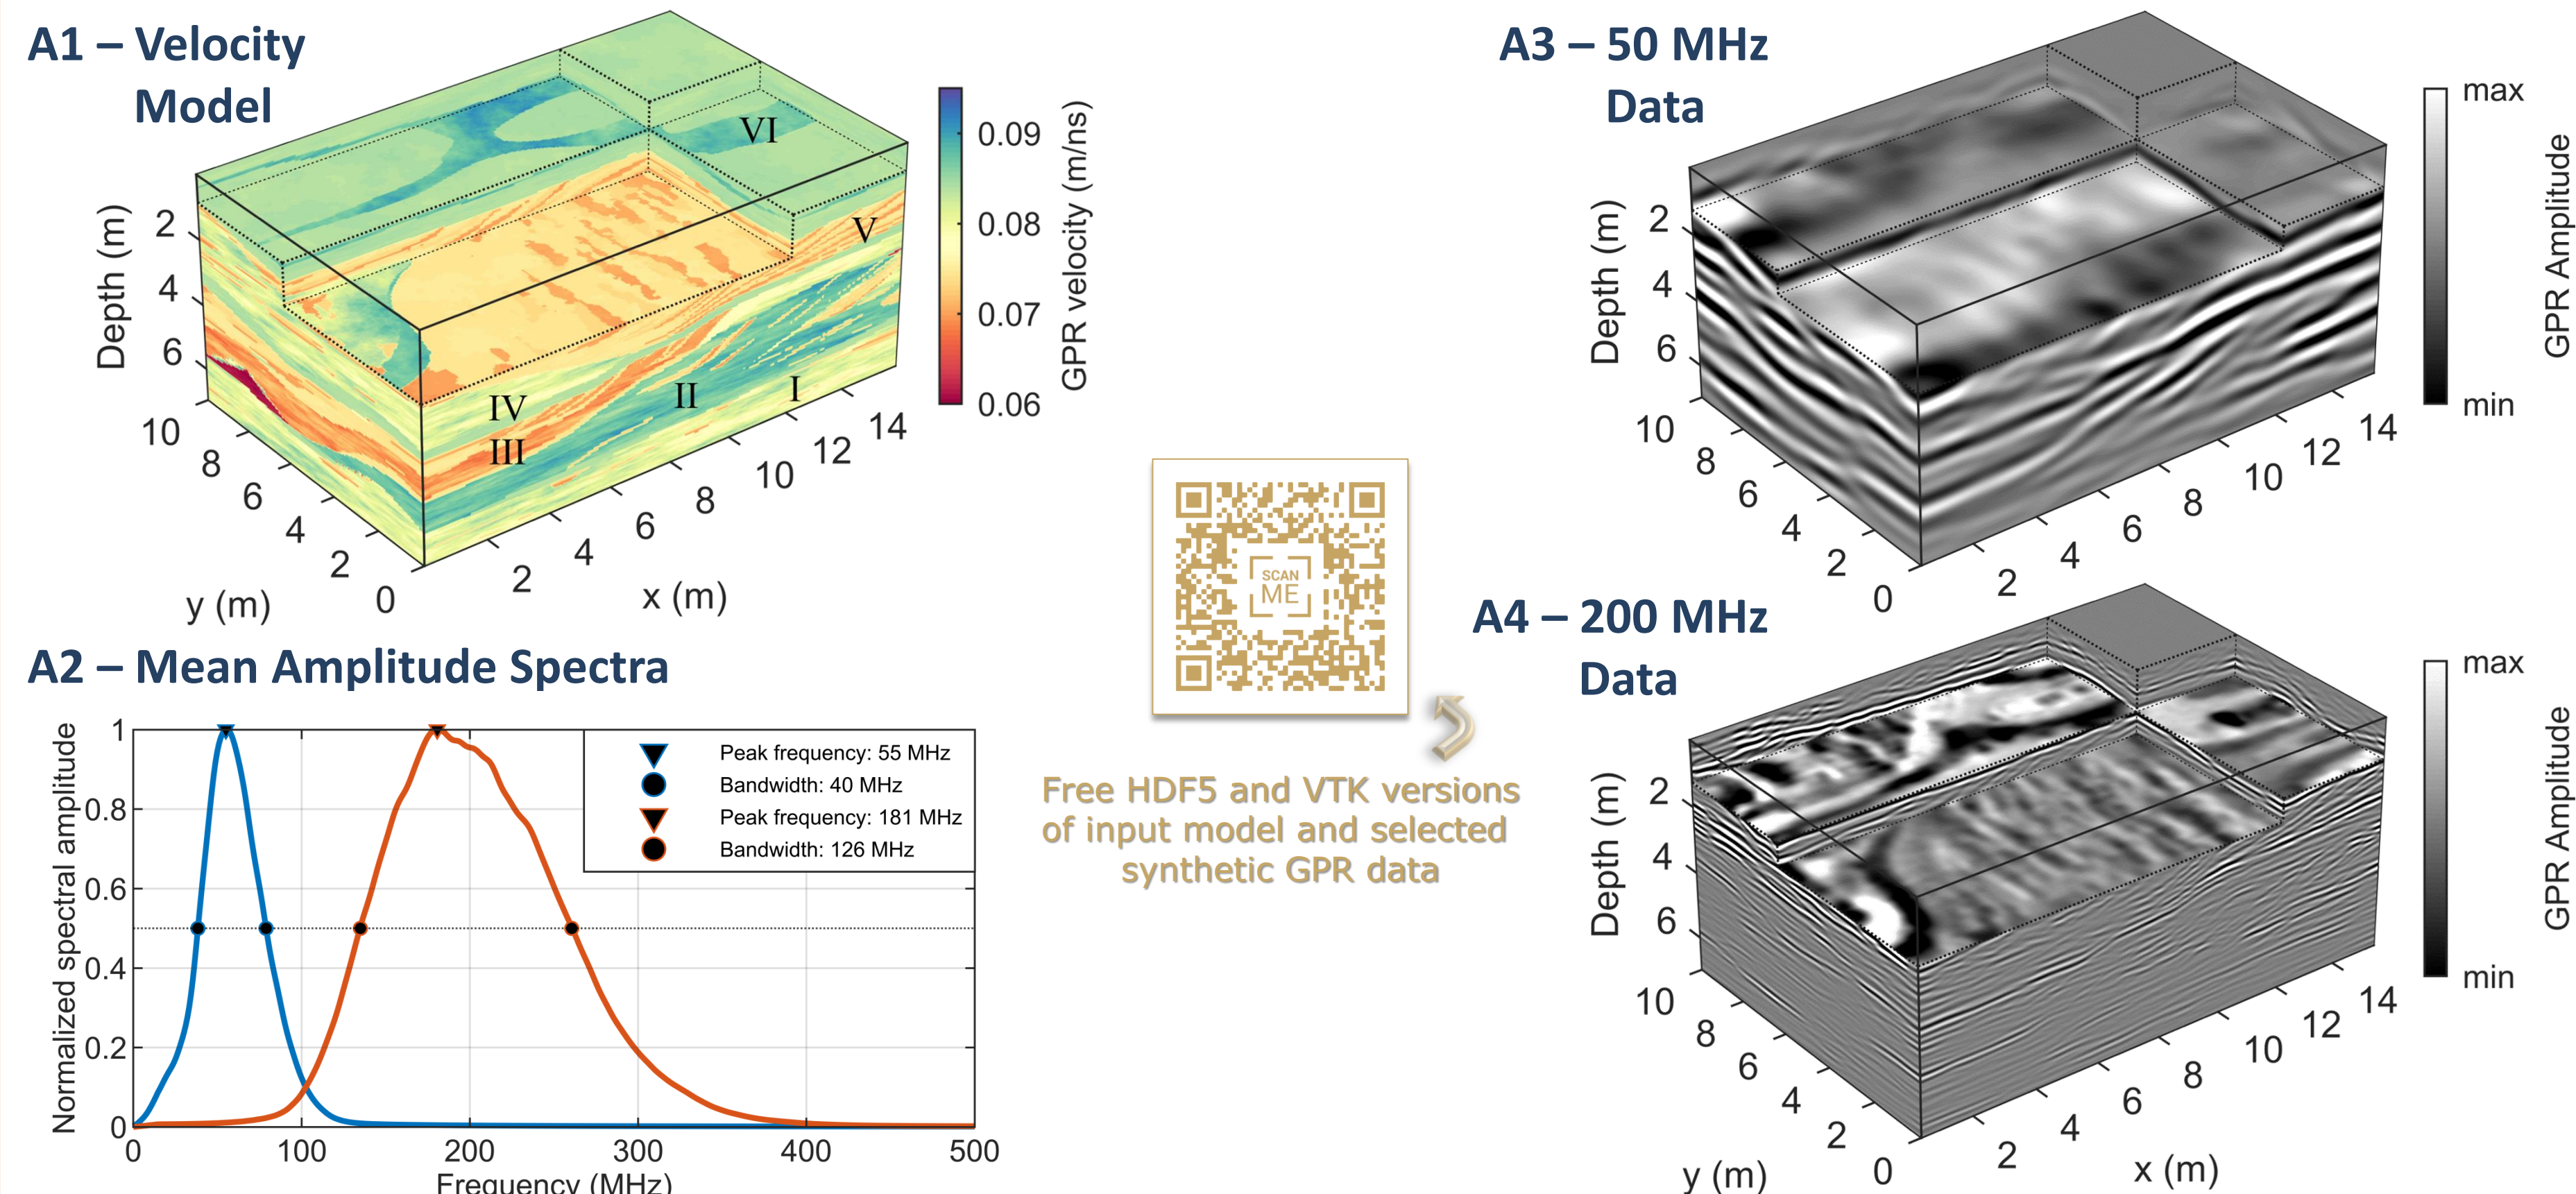 A1 – Velocity
Model
Depth (m)
2
4
6
10
8
6
4
2
0
y (m)
2
4
6
8
10
12
14
x (m)
I
II
III
IV
V
VI
0.09
0.08
0.07
0.06
GPR velocity (m/ns)
A2 – Mean Amplitude Spectra
Normalized spectral amplitude
1
0.8
0.6
0.4
0.2
0
0
100
200
300
400
500
Frequency (MHz)
Peak frequency: 55 MHz
Bandwidth: 40 MHz
Peak frequency: 181 MHz
Bandwidth: 126 MHz
SCAN
ME
Free HDF5 and VTK versions
of input model and selected
synthetic GPR data
A3 – 50 MHz
Data
Depth (m)
2
4
6
10
8
6
4
2
0
2
4
6
8
10
12
14
max
min
GPR Amplitude
A4 – 200 MHz
Data
Depth (m)
2
4
6
10
8
6
4
2
0
y (m)
2
4
6
8
10
12
14
x (m)
max
min
GPR Amplitude